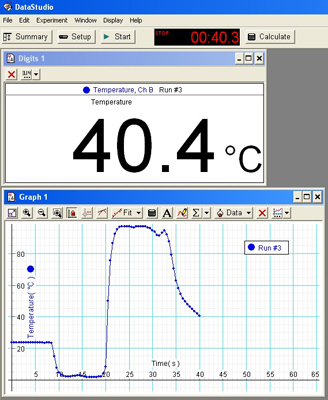 DataStudio
File Edit Experiment Window Display Help
Summary Setup Start STOP 00:40.3 Calculate
Digits 1
Temperature, Ch B Run #3
Temperature
40.4 °C
Graph 1
Fit Σ Data
Run #3
Temperature( °C )
80
60
40
20
Time( s )
5 10 15 20 25 30 35 40 45 50 55 60 65